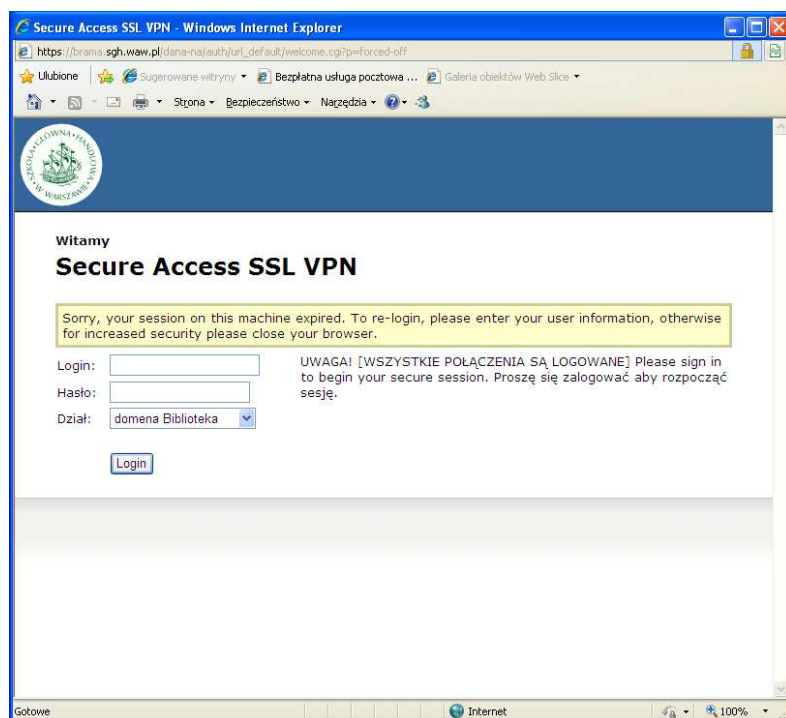 Secure Access SSL VPN - Windows Internet Explorer
https://brama.sgh.waw.pl/dana-na/auth/url_default/welcome.cgi?p=forced-off
Ulubione Sugerowane witryny Bezpłatna usługa pocztowa ... Galeria obiektów Web Slice
Strona Bezpieczeństwo Narzędzia
SZKOŁA GŁÓWNA HANDLOWA W WARSZAWIE
Witamy
Secure Access SSL VPN
Sorry, your session on this machine expired. To re-login, please enter your user information, otherwise
for increased security please close your browser.
Login:
UWAGA! [WSZYSTKIE POŁĄCZENIA SĄ LOGOWANE] Please sign in
to begin your secure session. Proszę się zalogować aby rozpocząć
sesję.
Hasło:
Dział: domena Biblioteka
Login
Gotowe Internet 100%